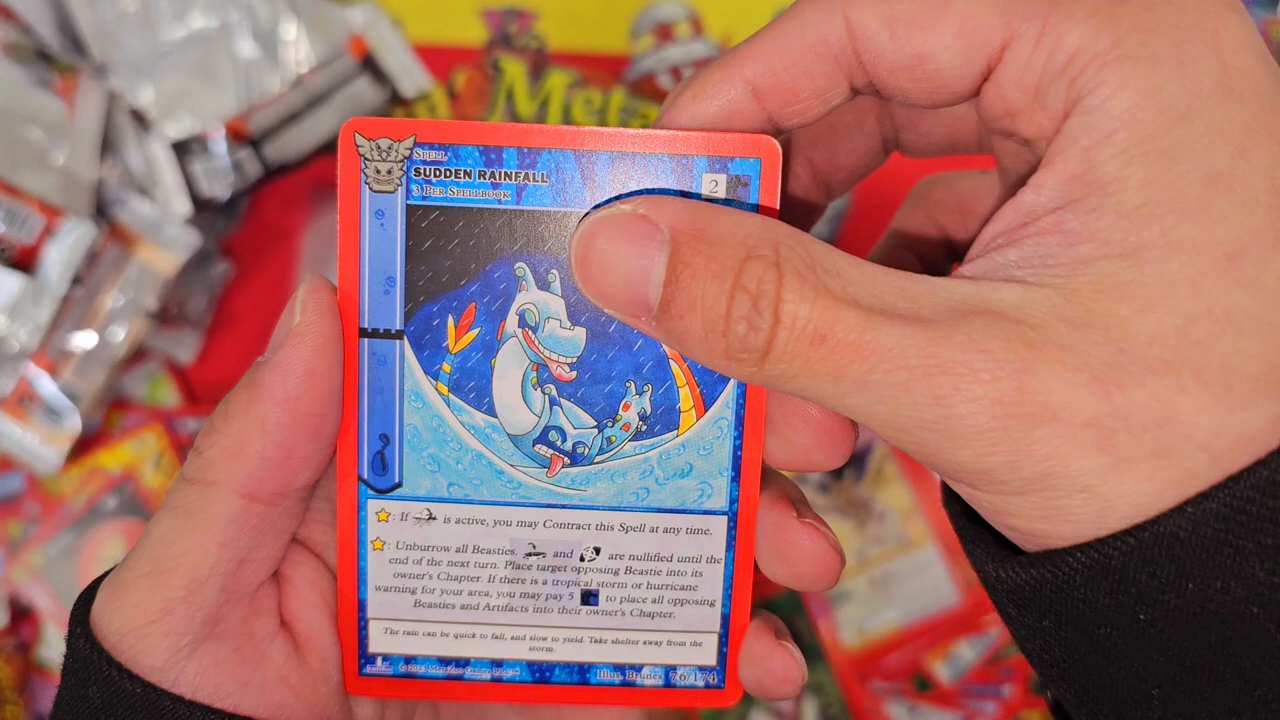 Meta
SPELL
SUDDEN RAINFALL
3 PER SPELLBOOK
2
: If is active, you may Contract this Spell at any time.
: Unburrow all Beasties. and are nullified until the
end of the next turn. Place target opposing Beastie into its
owner's Chapter. If there is a tropical storm or hurricane
warning for your area, you may pay 5 to place all opposing
Beasties and Artifacts into their owner's Chapter.
The rain can be quick to fall, and slow to yield. Take shelter away from the
storm.
Illus. Brunes 76/174